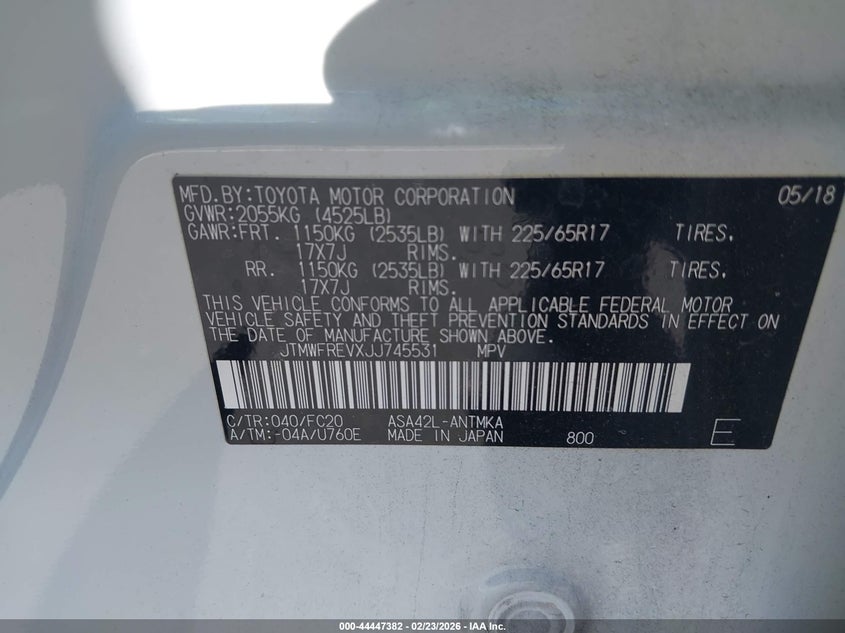 MFD.BY:TOYOTA MOTOR CORPORATION 05/18
GVWR:2055KG (4525LB)
GAWR:FRT. 1150KG (2535LB) WITH 225/65R17 TIRES,
17X7J RIMS.
RR. 1150KG (2535LB) WITH 225/65R17 TIRES,
17X7J RIMS.
THIS VEHICLE CONFORMS TO ALL APPLICABLE FEDERAL MOTOR
VEHICLE SAFETY AND THEFT PREVENTION STANDARDS IN EFFECT ON
THE DATE OF MANUFACTURE SHOWN ABOVE.
JTMWFREVXJJ745531 MPV
C/TR:040/FC20 ASA42L-ANTMKA
A/TM:-04A/U760E MADE IN JAPAN 800 E
000-44447382 - 02/23/2026 - IAA Inc.